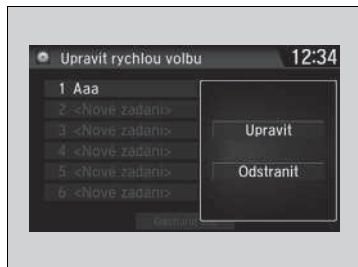 Upravit rychlou volbu 12:34
1 Aaa
2 <Nové zadání>
3 <Nové zadání>
4 <Nové zadání>
5 <Nové zadání>
6 <Nové zadání>
Upravit
Odstranit